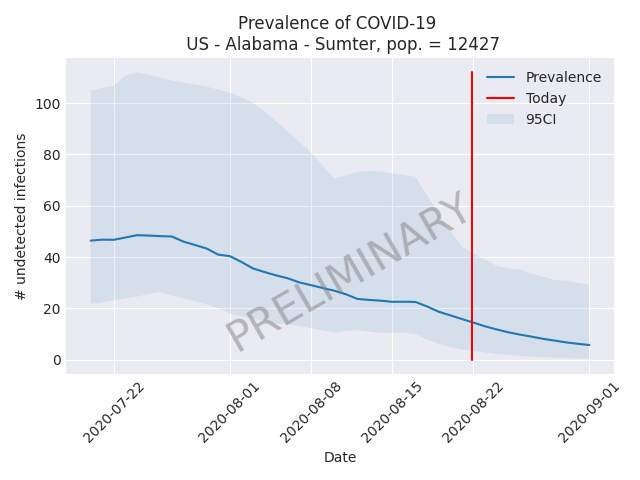 Prevalence of COVID-19
US - Alabama - Sumter, pop. = 12427
Prevalence
Today
95CI
# undetected infections
100
80
60
40
20
0
PRELIMINARY
2020-07-22
2020-08-01
2020-08-08
2020-08-15
2020-08-22
2020-09-01
Date